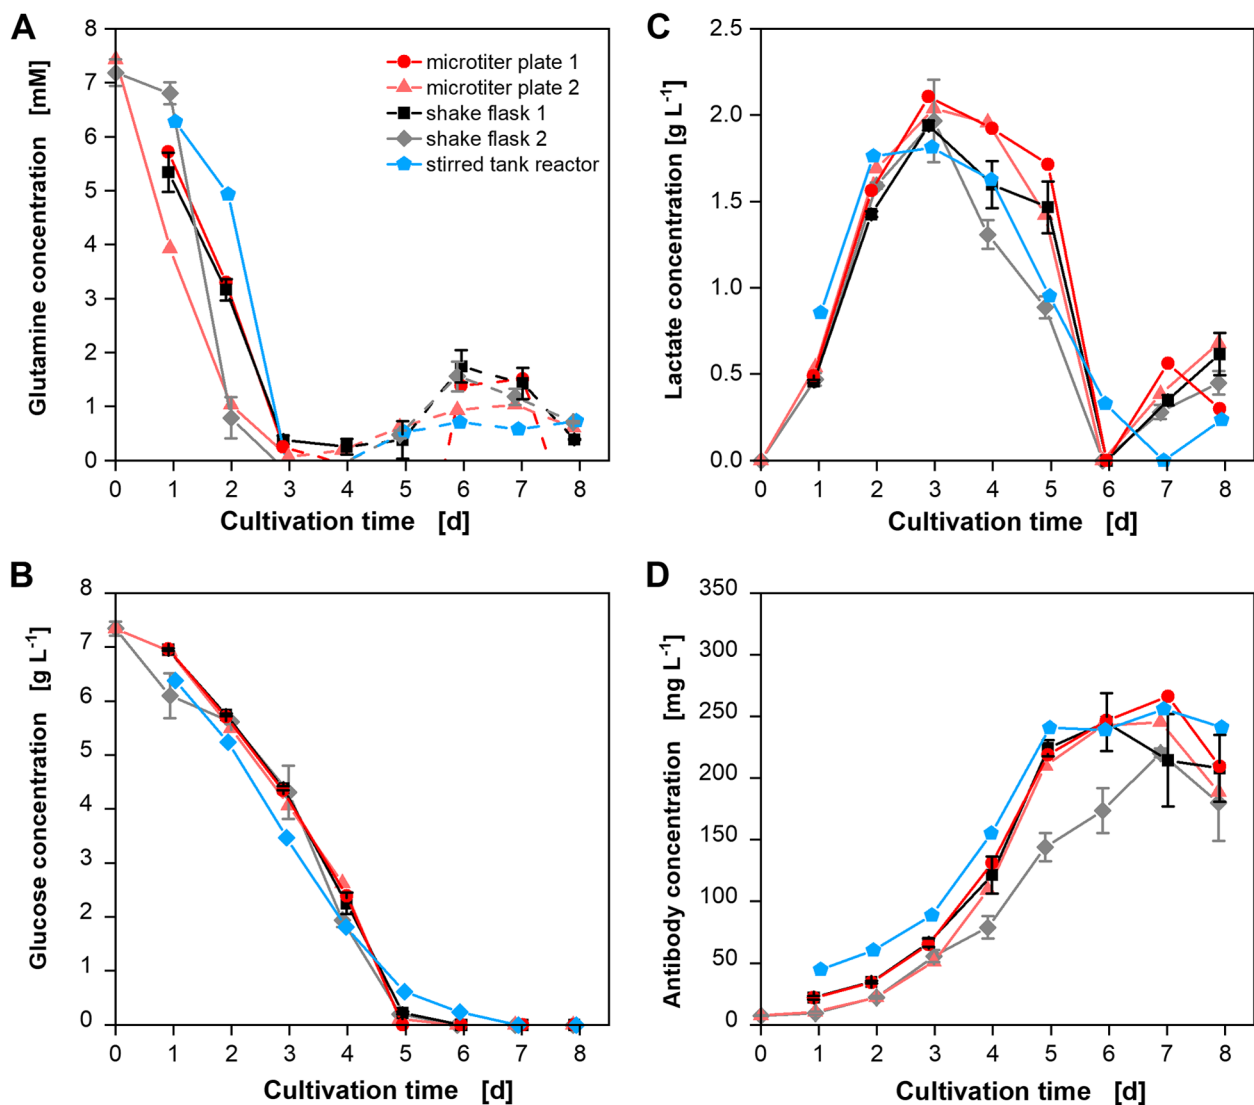 A
Glutamine concentration [mM]
8
7
6
5
4
3
2
1
0
0 1 2 3 4 5 6 7 8
Cultivation time [d]
microtiter plate 1
microtiter plate 2
shake flask 1
shake flask 2
stirred tank reactor
C
Lactate concentration [g L⁻¹]
2.5
2.0
1.5
1.0
0.5
0.0
0 1 2 3 4 5 6 7 8
Cultivation time [d]
B
Glucose concentration [g L⁻¹]
8
7
6
5
4
3
2
1
0
0 1 2 3 4 5 6 7 8
Cultivation time [d]
D
Antibody concentration [mg L⁻¹]
350
300
250
200
150
100
50
0
0 1 2 3 4 5 6 7 8
Cultivation time [d]